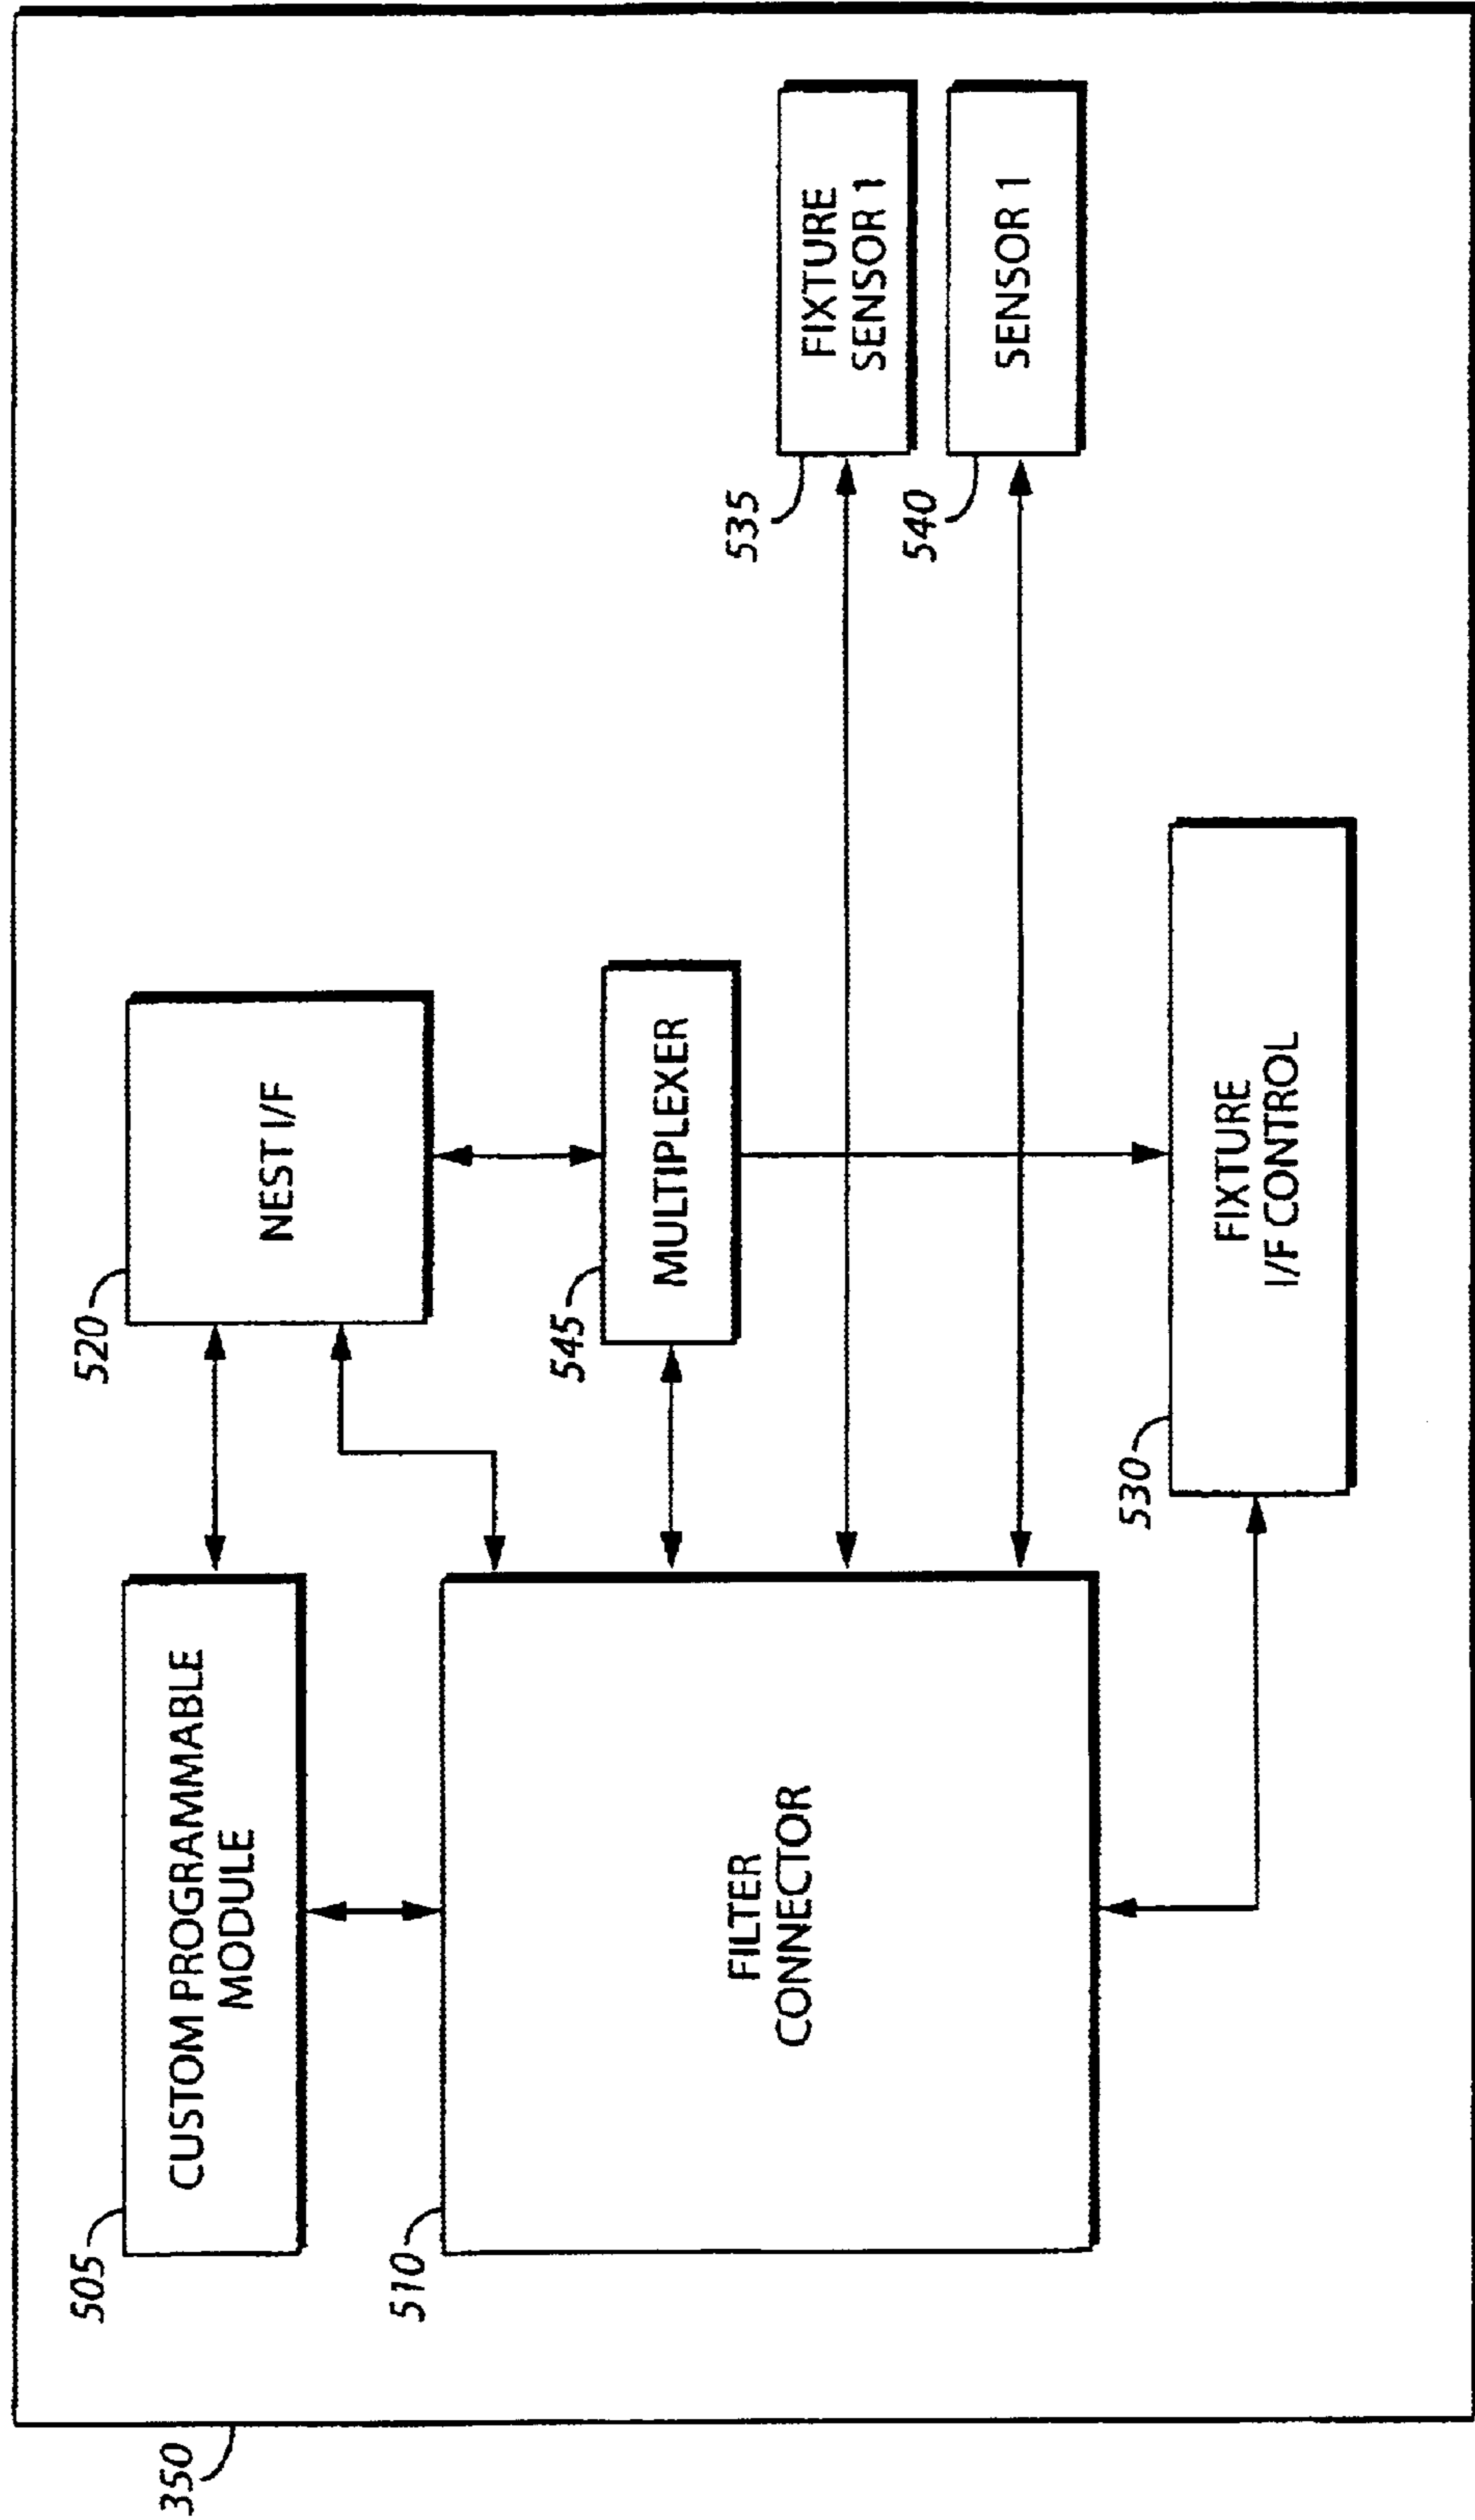 350
505
CUSTOM PROGRAMMABLE
MODULE
520
NEST I/F
510
FILTER
CONNECTOR
545
MULTIPLEXER
535
FIXTURE
SENSOR 1
540
SENSOR 1
530
FIXTURE
I/F CONTROL